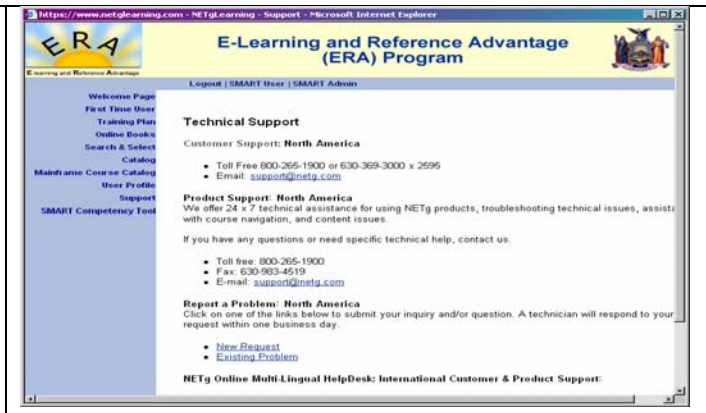 https://www.netglearning.com - NETgLearning - Support - Microsoft Internet Explorer
ERA
E-learning and Reference Advantage
E-Learning and Reference Advantage
(ERA) Program
Logout | SMART User | SMART Admin
Welcome Page
First Time User
Training Plan
Online Books
Search & Select
Catalog
Mainframe Course Catalog
User Profile
Support
SMART Competency Tool
Technical Support
Customer Support: North America
• Toll Free 800-265-1900 or 630-369-3000 x 2595
• Email: support@netg.com
Product Support: North America
We offer 24 x 7 technical assistance for using NETg products, troubleshooting technical issues, assista
with course navigation, and content issues.
If you have any questions or need specific technical help, contact us.
• Toll free: 800-265-1900
• Fax: 630-983-4519
• E-mail: support@netg.com
Report a Problem: North America
Click on one of the links below to submit your inquiry and/or question. A technician will respond to your
request within one business day.
• New Request
• Existing Problem
NETg Online Multi-Lingual HelpDesk: International Customer & Product Support: